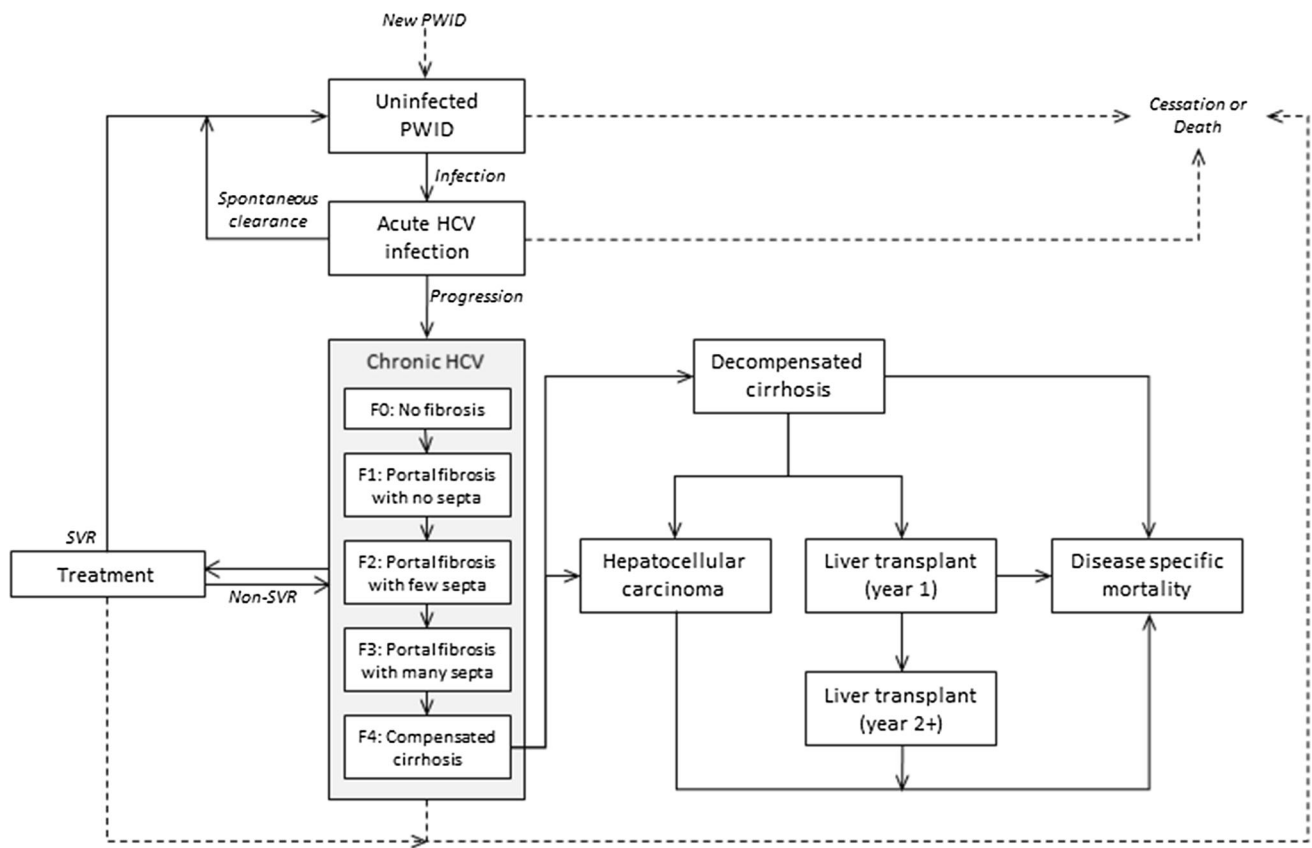 New PWID
Uninfected
PWID
Cessation or
Death
Infection
Spontaneous
clearance
Acute HCV
infection
Progression
Chronic HCV
F0: No fibrosis
F1: Portal fibrosis
with no septa
F2: Portal fibrosis
with few septa
F3: Portal fibrosis
with many septa
F4: Compensated
cirrhosis
SVR
Treatment
Non-SVR
Decompensated
cirrhosis
Hepatocellular
carcinoma
Liver transplant
(year 1)
Disease specific
mortality
Liver transplant
(year 2+)